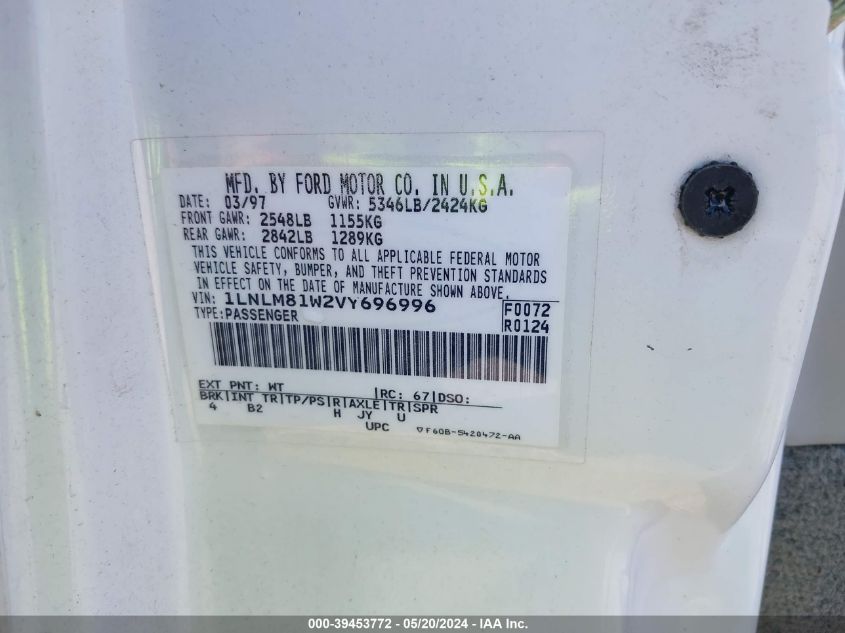 MFD. BY FORD MOTOR CO. IN U.S.A.
DATE: 03/97 GVWR: 5346LB/2424KG
FRONT GAWR: 2548LB 1155KG
REAR GAWR: 2842LB 1289KG
THIS VEHICLE CONFORMS TO ALL APPLICABLE FEDERAL MOTOR
VEHICLE SAFETY, BUMPER, AND THEFT PREVENTION STANDARDS
IN EFFECT ON THE DATE OF MANUFACTURE SHOWN ABOVE.
VIN: 1LNLM81W2VY696996 F0072
TYPE: PASSENGER R0124
EXT PNT: WT |RC: 67|DSO:
BRK|INT TR|TP/PS|R|AXLE|TR|SPR
4 B2 H JY U
UPC ▽F60B-5420472-AA
000-39453772 - 05/20/2024 - IAA Inc.